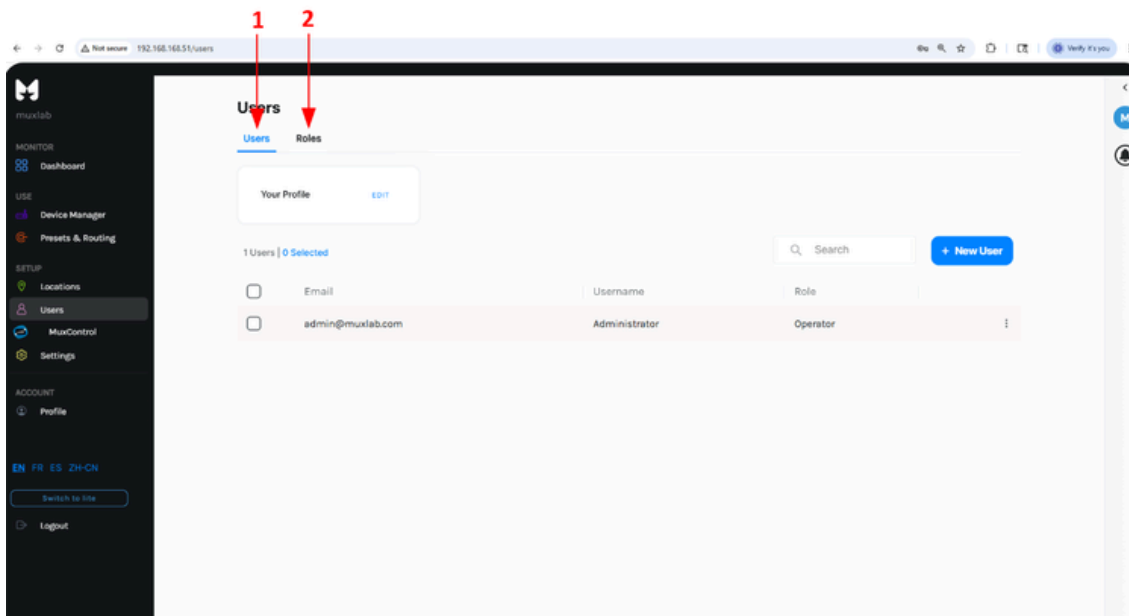 1 2
Not secure 192.168.168.51/users
Verify it's you
muxlab
MONITOR
Dashboard
USE
Device Manager
Presets & Routing
SETUP
Locations
Users
MuxControl
Settings
ACCOUNT
Profile
EN FR ES ZH-CN
Switch to lite
Logout
Users
Users Roles
Your Profile EDIT
1 Users | 0 Selected
Search
+ New User
Email Username Role
admin@muxlab.com Administrator Operator
M